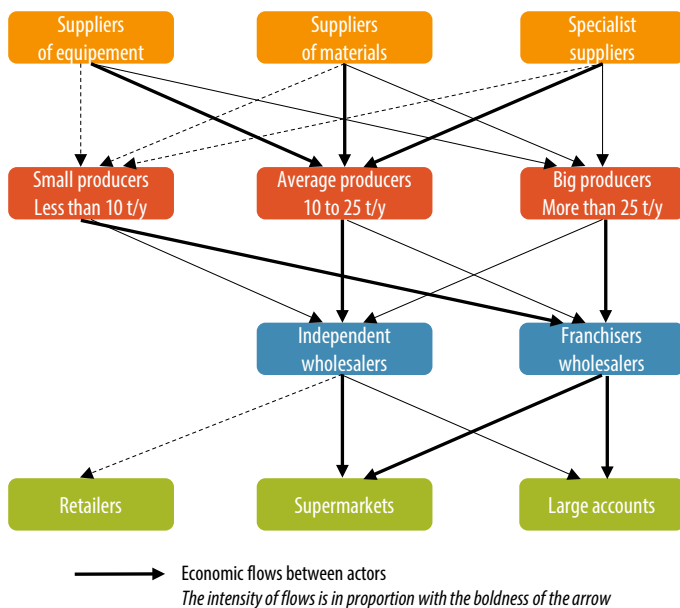 Suppliers
of equipement
Suppliers
of materials
Specialist
suppliers
Small producers
Less than 10 t/y
Average producers
10 to 25 t/y
Big producers
More than 25 t/y
Independent
wholesalers
Franchisers
wholesalers
Retailers
Supermarkets
Large accounts
Economic flows between actors
The intensity of flows is in proportion with the boldness of the arrow